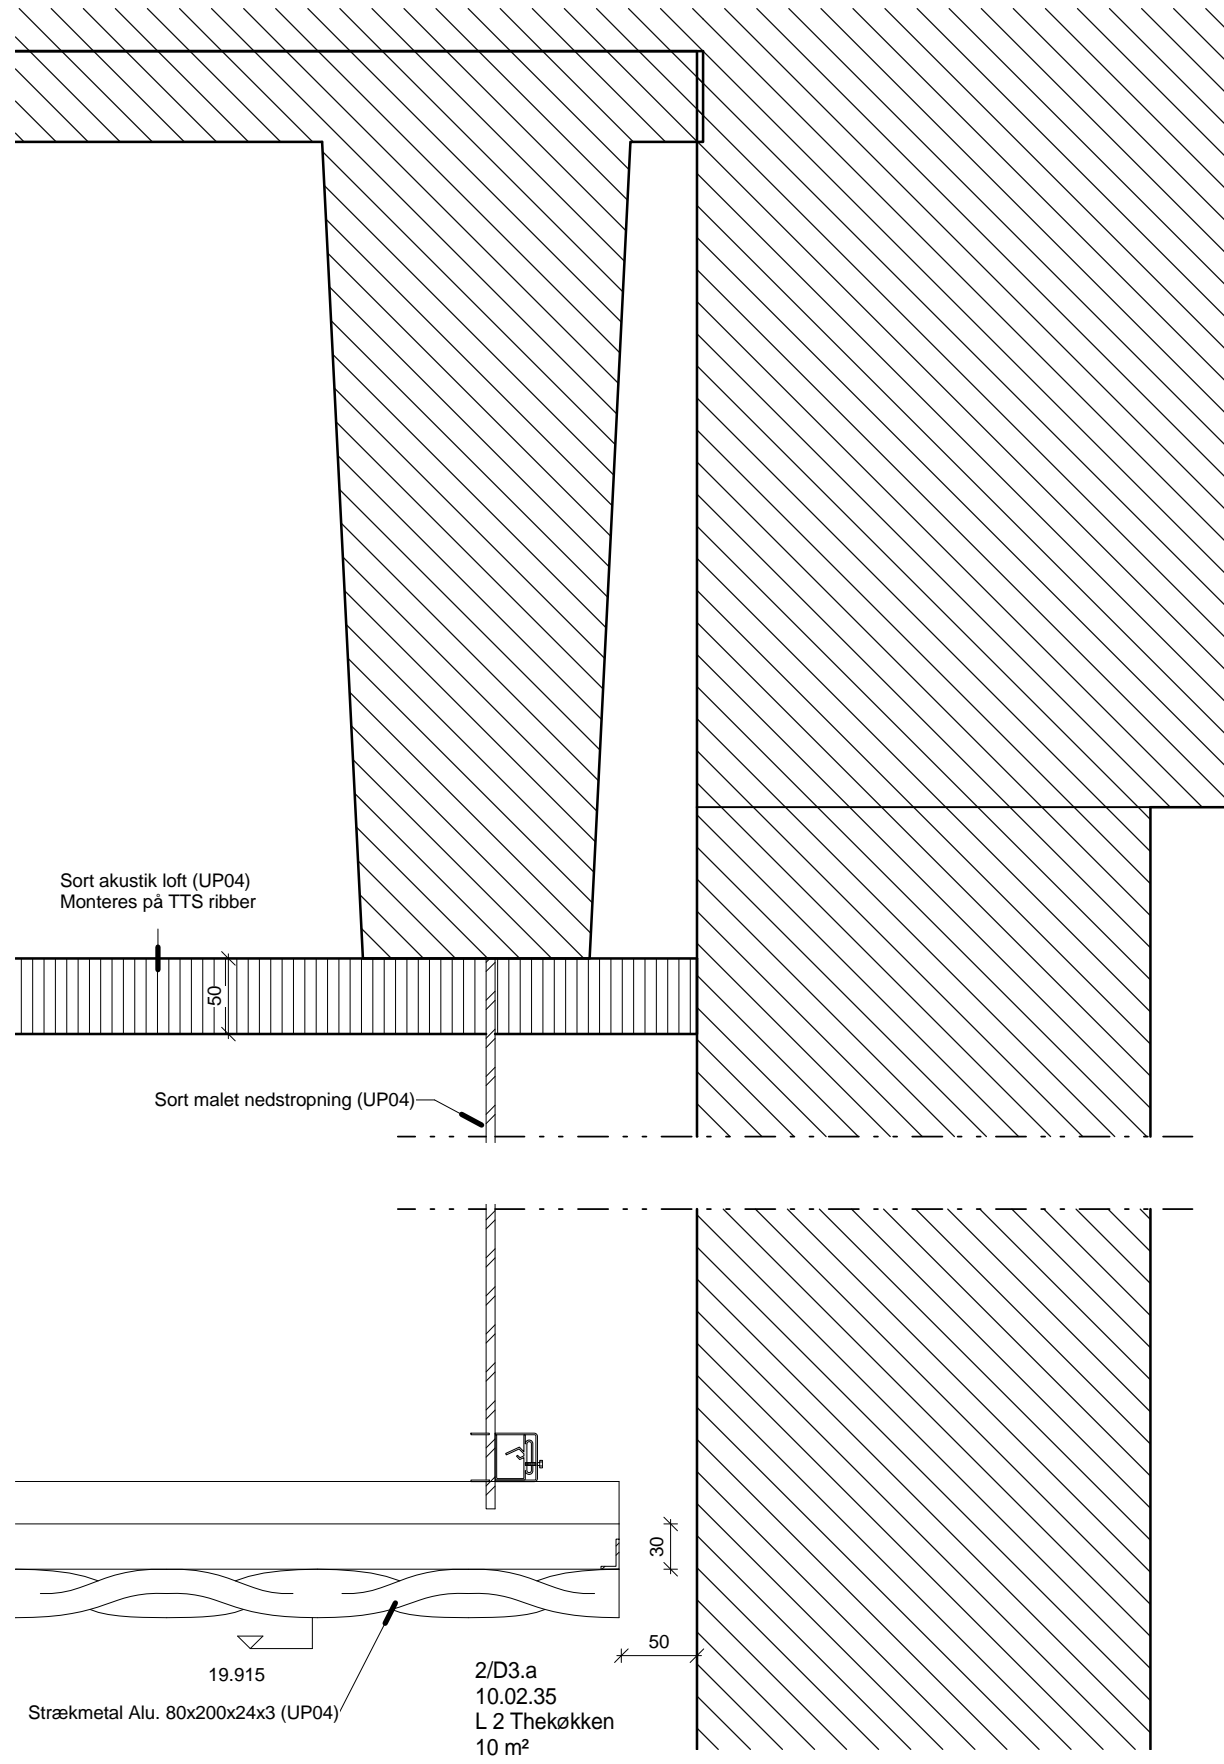 Sort akustik loft (UP04)
Monteres på TTS ribber
50
Sort malet nedstropning (UP04)
30
50
19.915
Strækmetal Alu. 80x200x24x3 (UP04)
2/D3.a
10.02.35
L 2 Thekøkken
10 m²